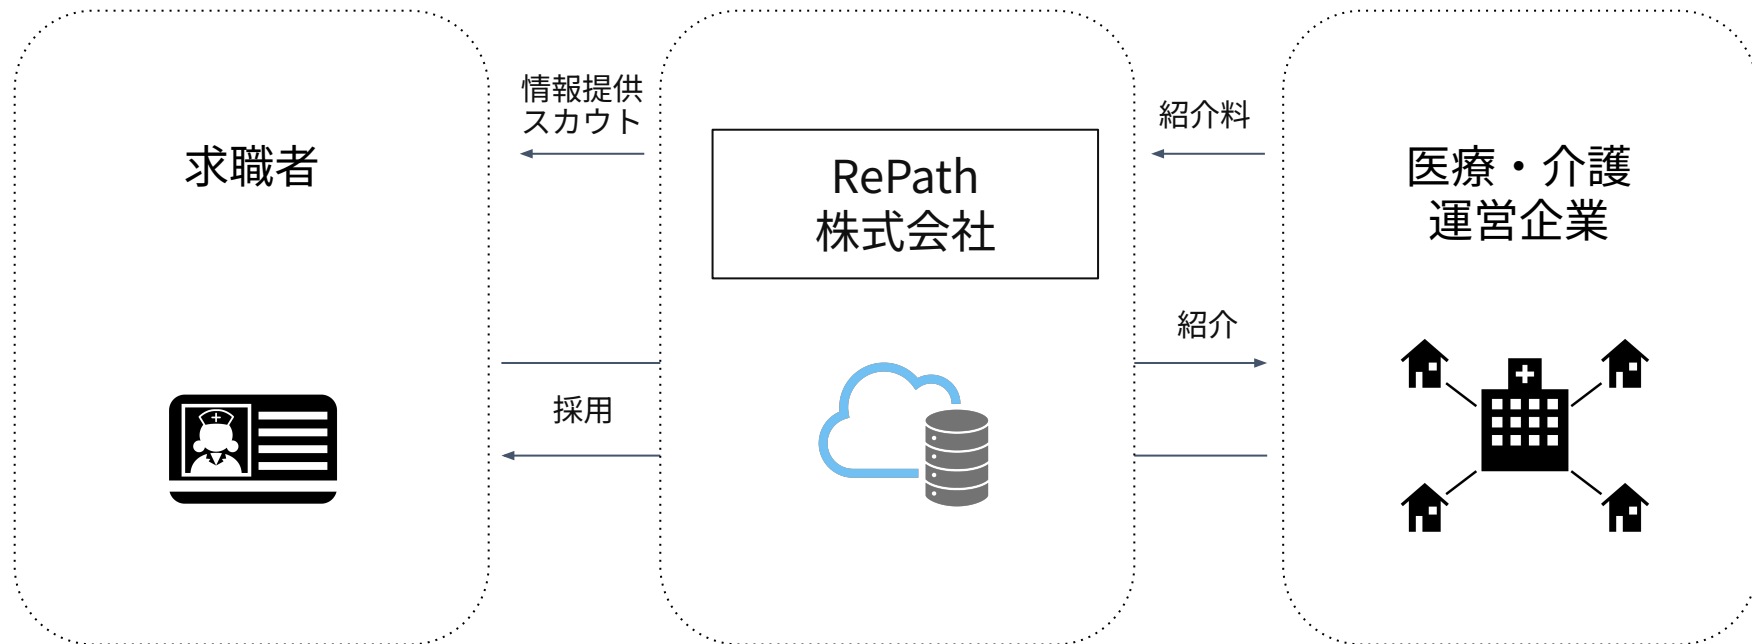 情報提供
スカウト
紹介料
求職者
RePath
株式会社
医療・介護
運営企業
紹介
採用